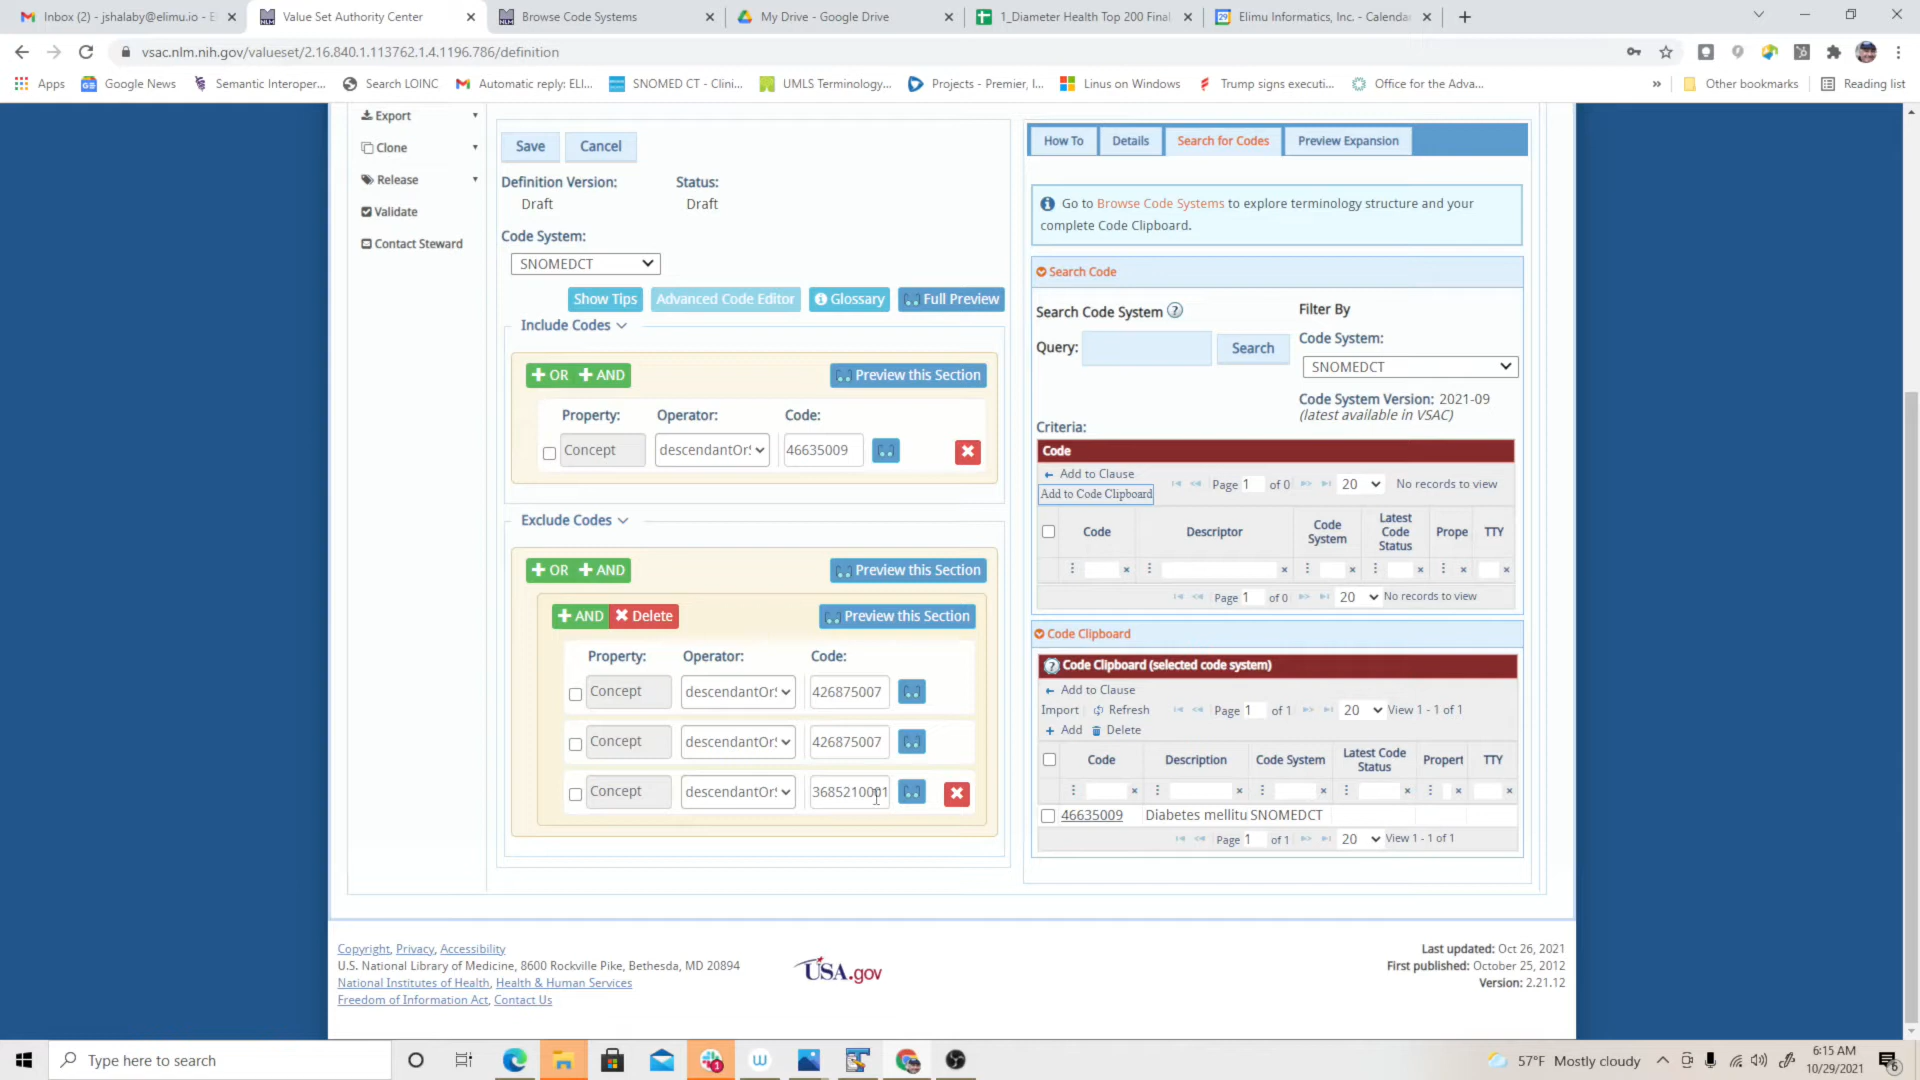 Inbox (2) - jshalaby@elimu.io - E
Value Set Authority Center
Browse Code Systems
My Drive - Google Drive
1_Diameter Health Top 200 Final
Elimu Informatics, Inc. - Calenda
vsac.nlm.nih.gov/valueset/2.16.840.1.113762.1.4.1196.786/definition
Apps
Google News
Semantic Interoper...
Search LOINC
Automatic reply: ELI...
SNOMED CT - Clini...
UMLS Terminology...
Projects - Premier, I...
Linus on Windows
Trump signs executi...
Office for the Adva...
Other bookmarks
Reading list
Export
Clone
Release
Validate
Contact Steward
Save
Cancel
Definition Version:
Status:
Draft
Draft
Code System:
SNOMEDCT
Show Tips
Advanced Code Editor
Glossary
Full Preview
Include Codes
OR
AND
Preview this Section
Property:
Operator:
Code:
Concept
descendantOrS
46635009
Exclude Codes
OR
AND
Preview this Section
AND
Delete
Preview this Section
Property:
Operator:
Code:
Concept
descendantOrS
426875007
Concept
descendantOrS
426875007
Concept
descendantOrS
How To
Details
Search for Codes
Preview Expansion
Go to Browse Code Systems to explore terminology structure and your
complete Code Clipboard.
Search Code
Search Code System
Query:
Search
Filter By
Code System:
SNOMEDCT
Code System Version: 2021-09
(latest available in VSAC)
Criteria:
Code
Add to Clause
Add to Code Clipboard
Page 1 of 0
20
No records to view
Code
Descriptor
Code System
Latest Code Status
Prope
TTY
Page 1 of 0
20
No records to view
Code Clipboard
Code Clipboard (selected code system)
Add to Clause
Import
Refresh
Page 1 of 1
20
View 1 - 1 of 1
Add
Delete
Code
Description
Code System
Latest Code Status
Propert
TTY
46635009
Diabetes mellitu
SNOMEDCT
Page 1 of 1
20
View 1 - 1 of 1
Copyright, Privacy, Accessibility
U.S. National Library of Medicine, 8600 Rockville Pike, Bethesda, MD 20894
National Institutes of Health, Health & Human Services
Freedom of Information Act, Contact Us
USA.gov
Last updated: Oct 26, 2021
First published: October 25, 2012
Version: 2.21.12
Type here to search
57°F Mostly cloudy
6:15 AM
10/29/2021